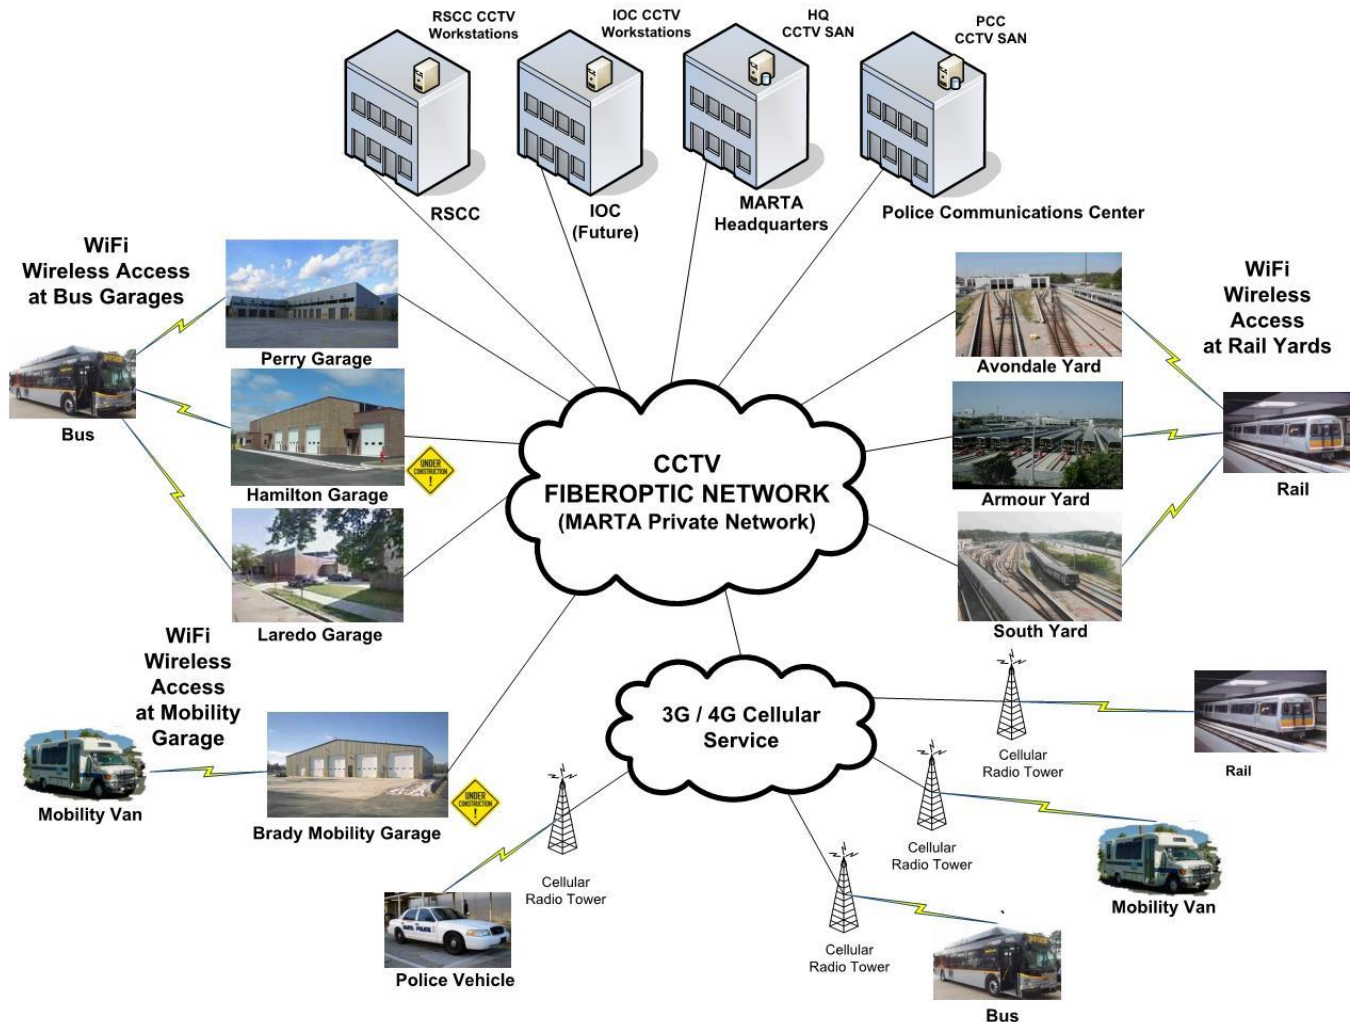 RSCC CCTV
Workstations
IOC CCTV
Workstations
HQ
CCTV SAN
PCC
CCTV SAN
RSCC
IOC
(Future)
MARTA
Headquarters
Police Communications Center
WiFi
Wireless Access
at Bus Garages
Perry Garage
Bus
Hamilton Garage
UNDER
CONSTRUCTION
!
Laredo Garage
CCTV
FIBEROPTIC NETWORK
(MARTA Private Network)
WiFi
Wireless
Access
at Rail Yards
Avondale Yard
Armour Yard
Rail
South Yard
WiFi
Wireless
Access
at Mobility
Garage
Mobility Van
Brady Mobility Garage
UNDER
CONSTRUCTION
!
3G / 4G Cellular
Service
Cellular
Radio Tower
Rail
Cellular
Radio Tower
Mobility Van
Cellular
Radio Tower
Police Vehicle
Cellular
Radio Tower
Bus